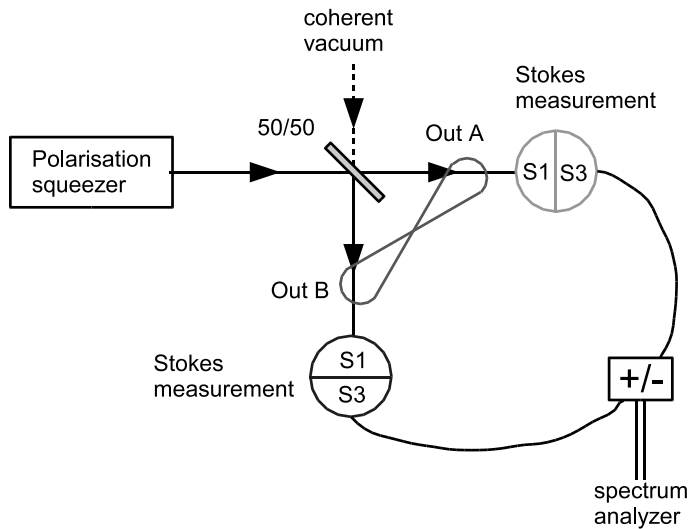 coherent
vacuum
50/50
Polarisation
squeezer
Out A
Stokes
measurement
S1 S3
Out B
Stokes
measurement
S1
S3
+/-
spectrum
analyzer